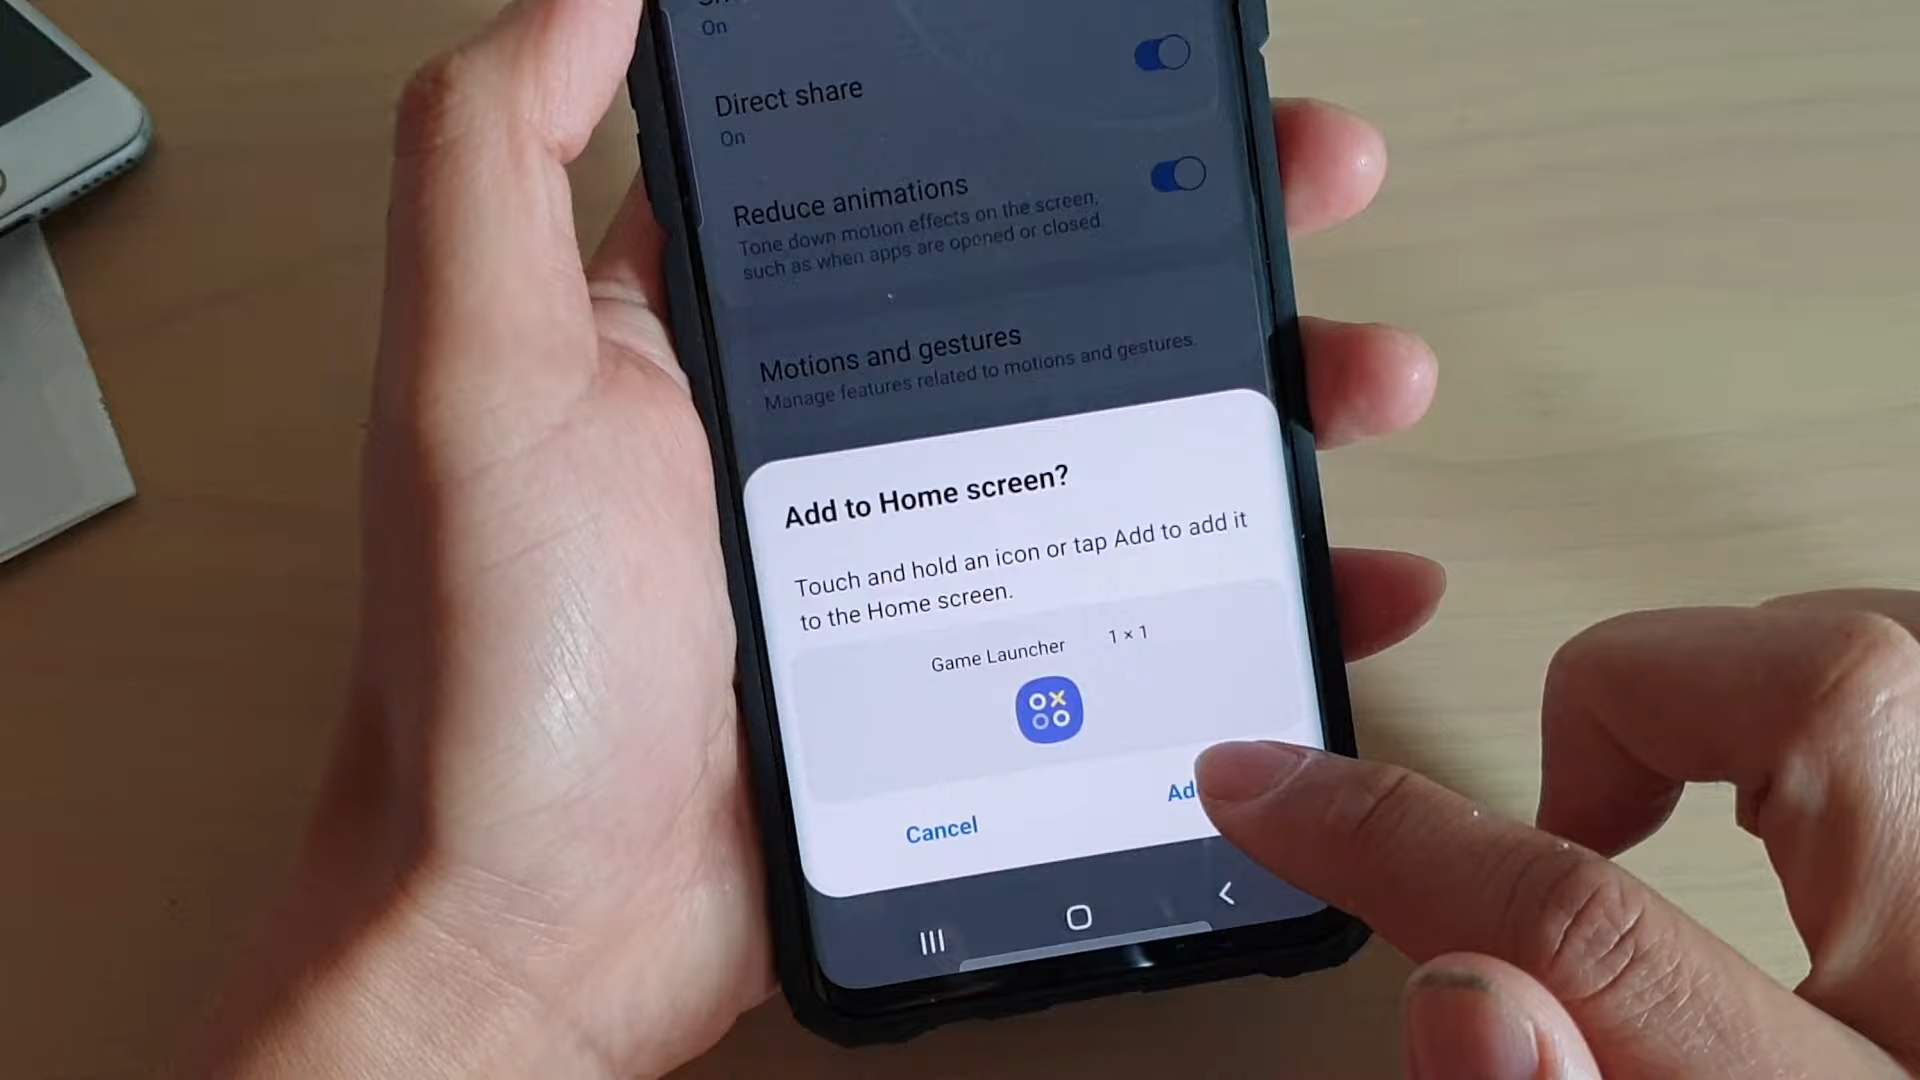 On
Direct share
On
Reduce animations
Tone down motion effects on the screen,
such as when apps are opened or closed.
Motions and gestures
Manage features related to motions and gestures.
Add to Home screen?
Touch and hold an icon or tap Add to add it
to the Home screen.
Game Launcher 1 × 1
Cancel